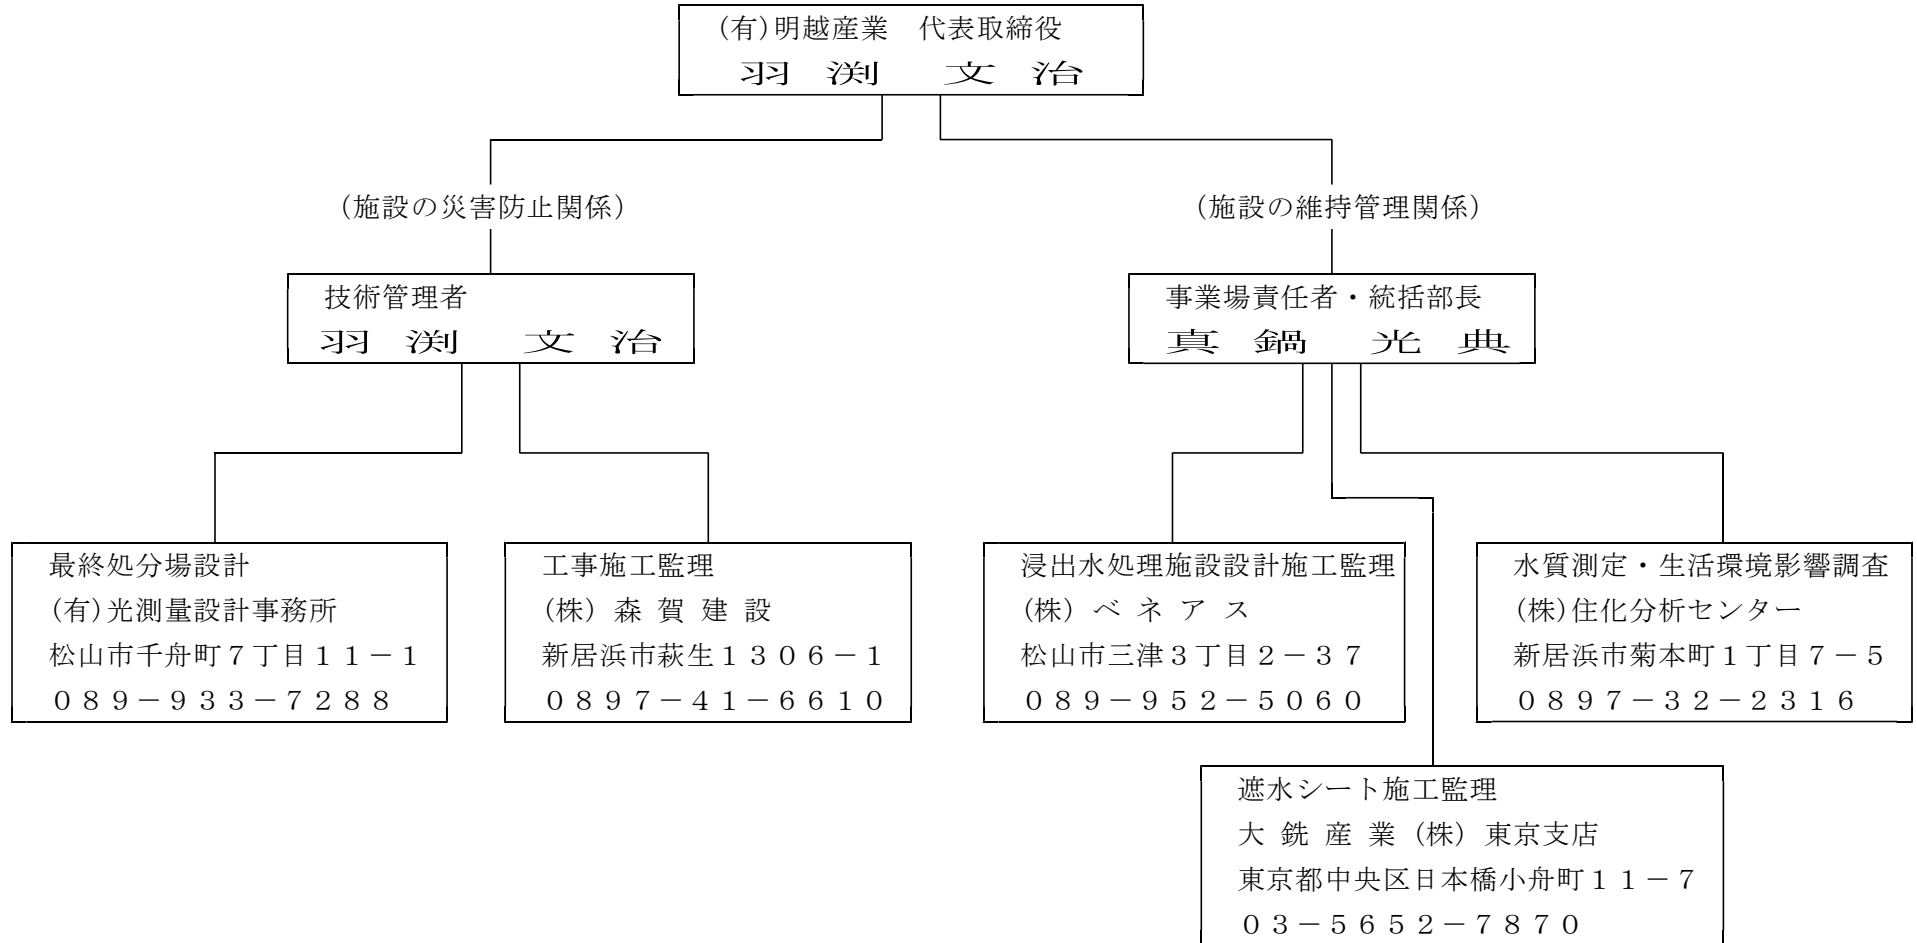 (有)明越産業　代表取締役
羽　渕　　文　治
（施設の災害防止関係）
（施設の維持管理関係）
技術管理者
羽　渕　　文　治
事業場責任者・統括部長
真　鍋　　光　典
最終処分場設計
(有)光測量設計事務所
松山市千舟町７丁目１１－１
０８９－９３３－７２８８
工事施工監理
(株) 森 賀 建 設
新居浜市萩生１３０６－１
０８９７－４１－６６１０
浸出水処理施設設計施工監理
(株) ベ ネ ア ス
松山市三津３丁目２－３７
０８９－９５２－５０６０
水質測定・生活環境影響調査
(株)住化分析センター
新居浜市菊本町１丁目７－５
０８９７－３２－２３１６
遮水シート施工監理
大 銑 産 業 (株) 東京支店
東京都中央区日本橋小舟町１１－７
０３－５６５２－７８７０